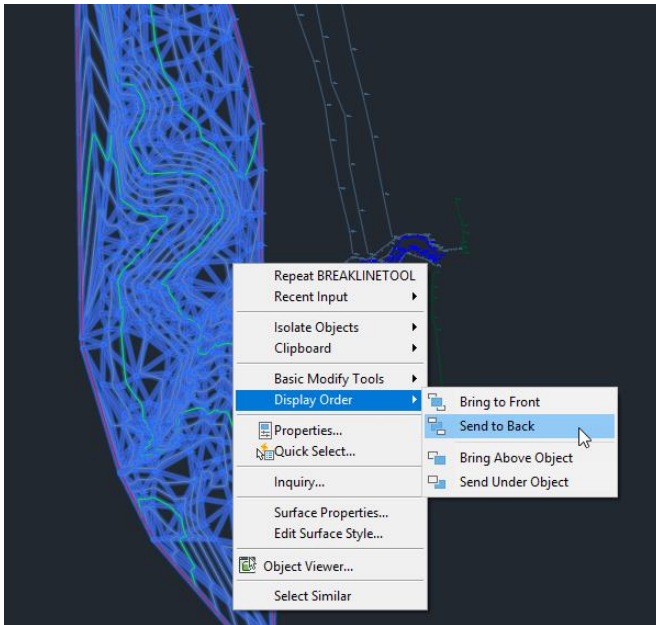 Repeat BREAKLINETOOL
Recent Input
Isolate Objects
Clipboard
Basic Modify Tools
Display Order
Properties...
Quick Select...
Inquiry...
Surface Properties...
Edit Surface Style...
Object Viewer...
Select Similar
Bring to Front
Send to Back
Bring Above Object
Send Under Object